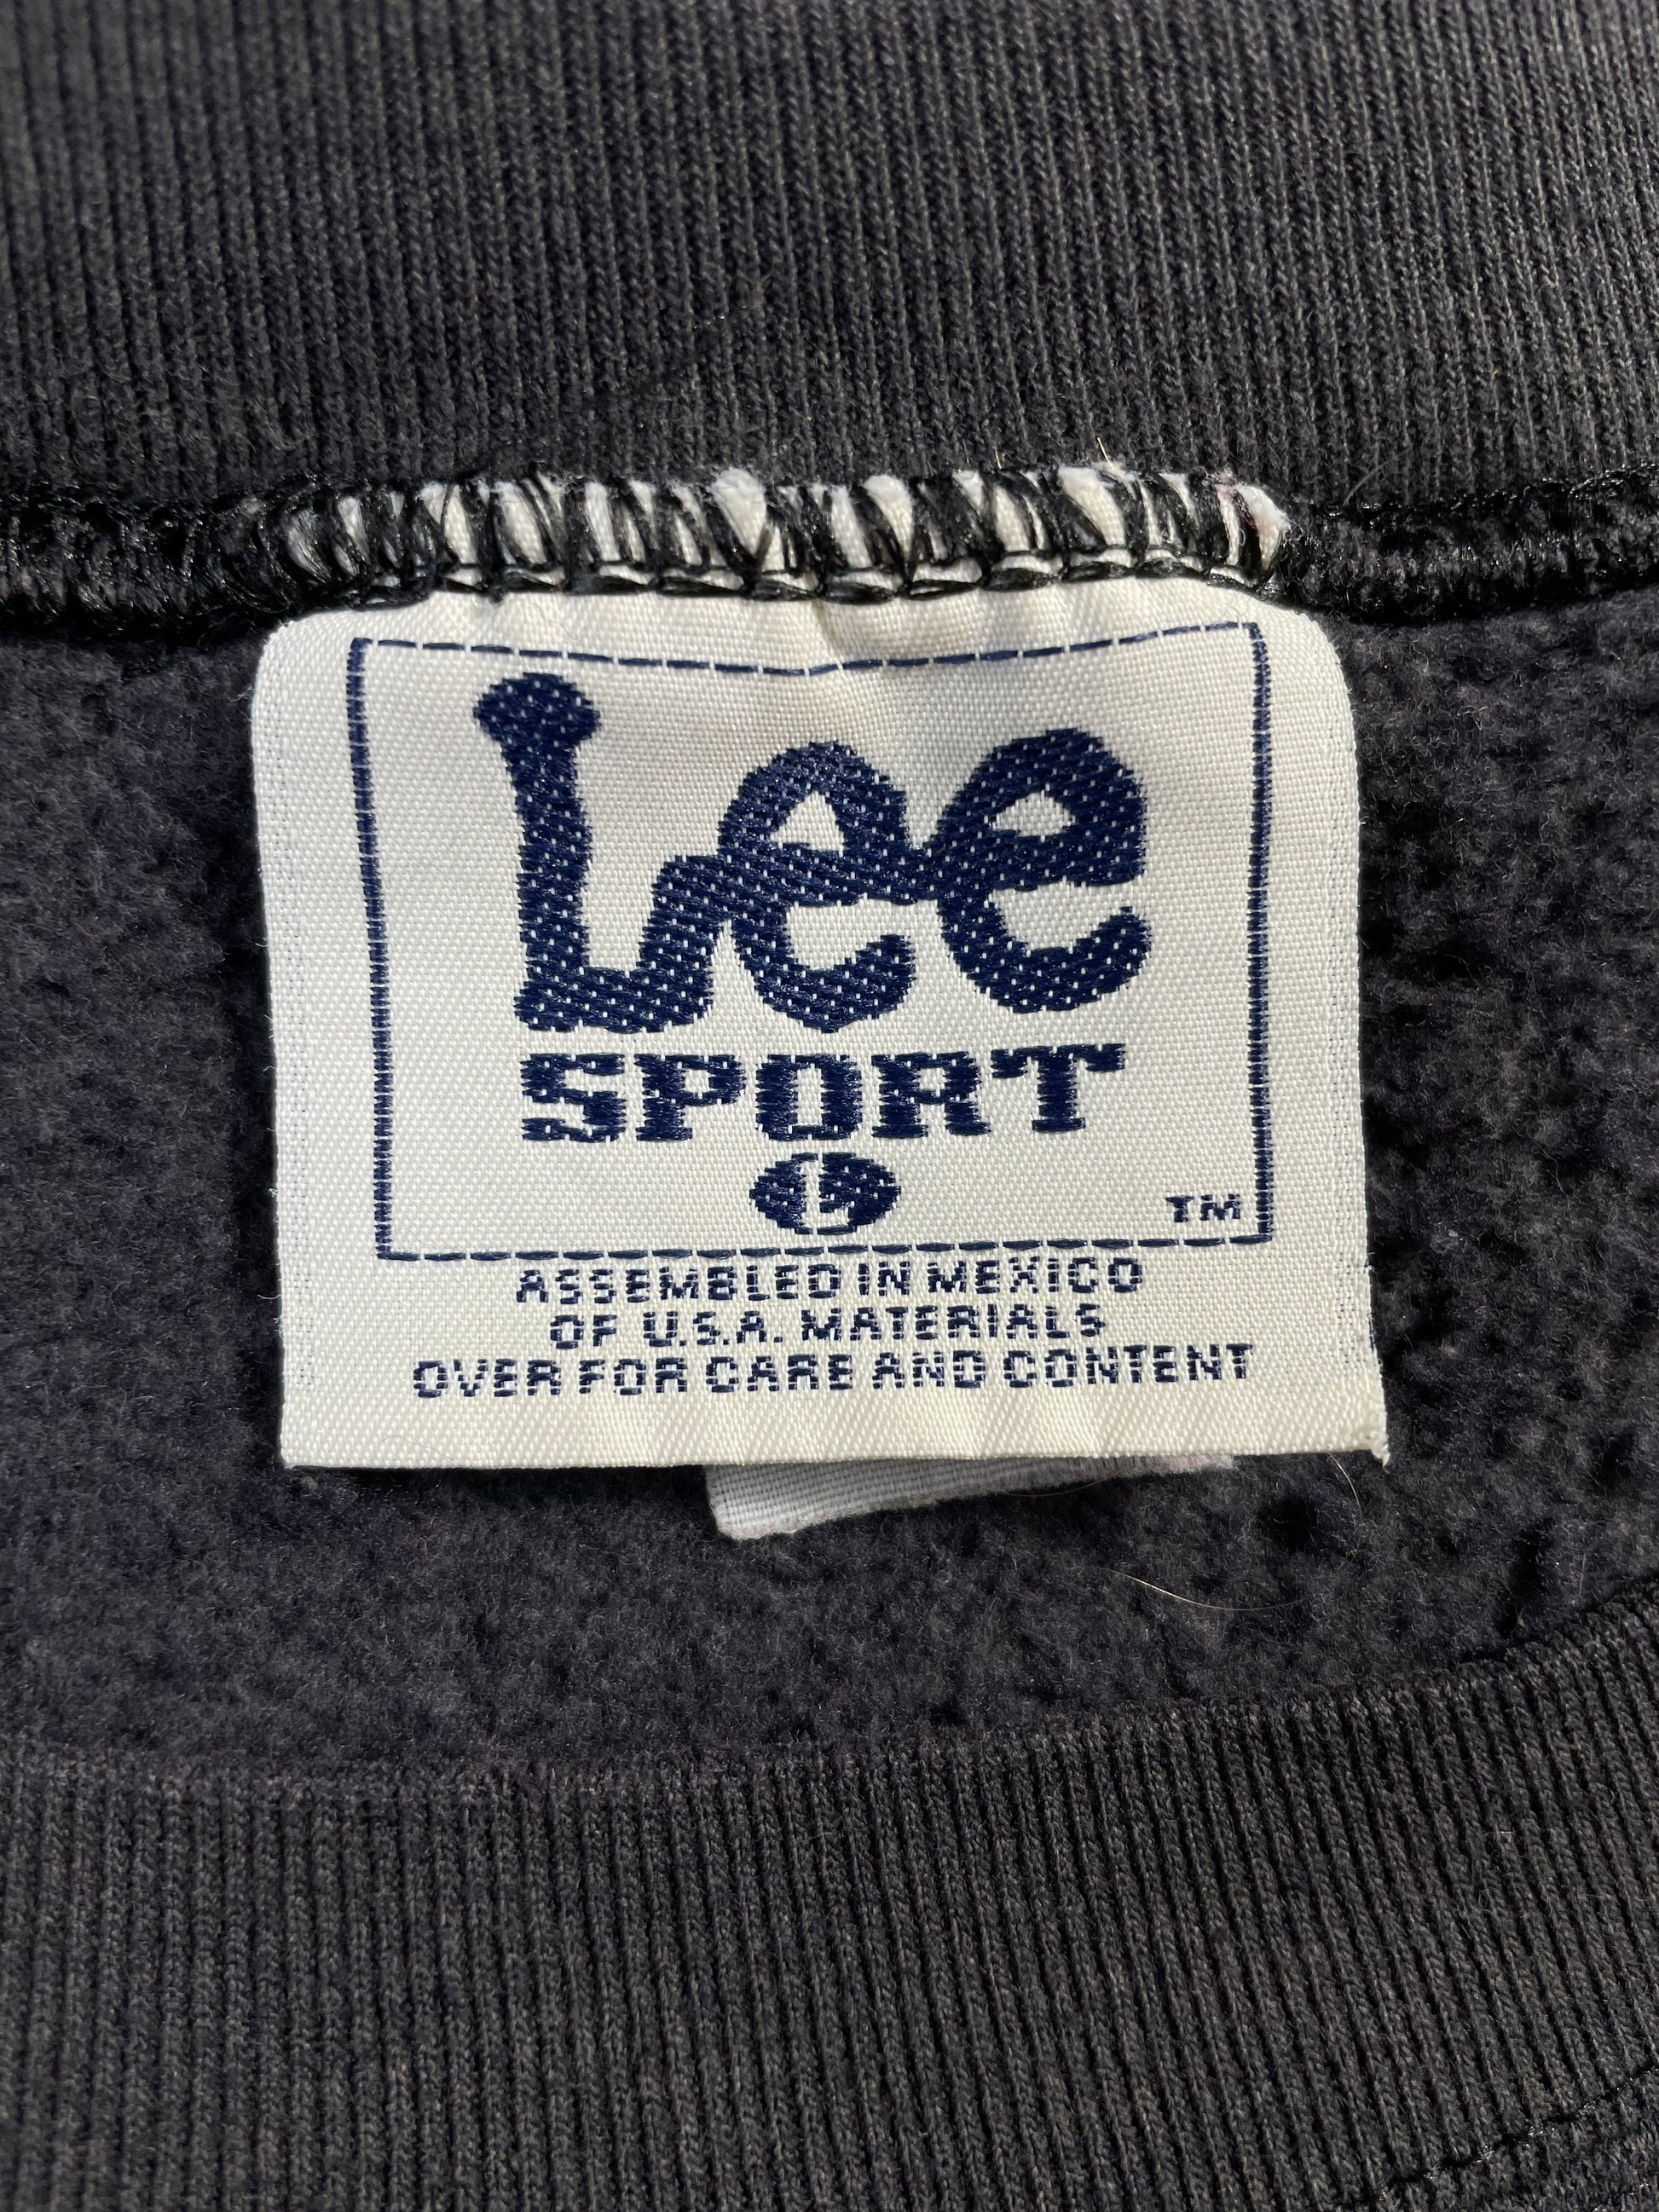 Lee
SPORT
L
TM
ASSEMBLED IN MEXICO
OF U.S.A. MATERIALS
OVER FOR CARE AND CONTENT